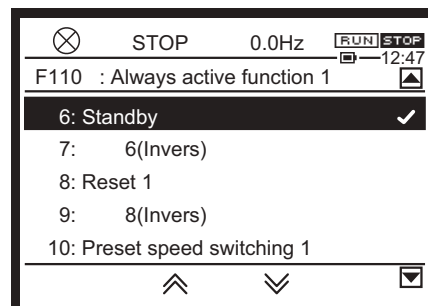 STOP 0.0Hz RUN STOP
12:47
F110 : Always active function 1
6: Standby
7: 6(Invers)
8: Reset 1
9: 8(Invers)
10: Preset speed switching 1